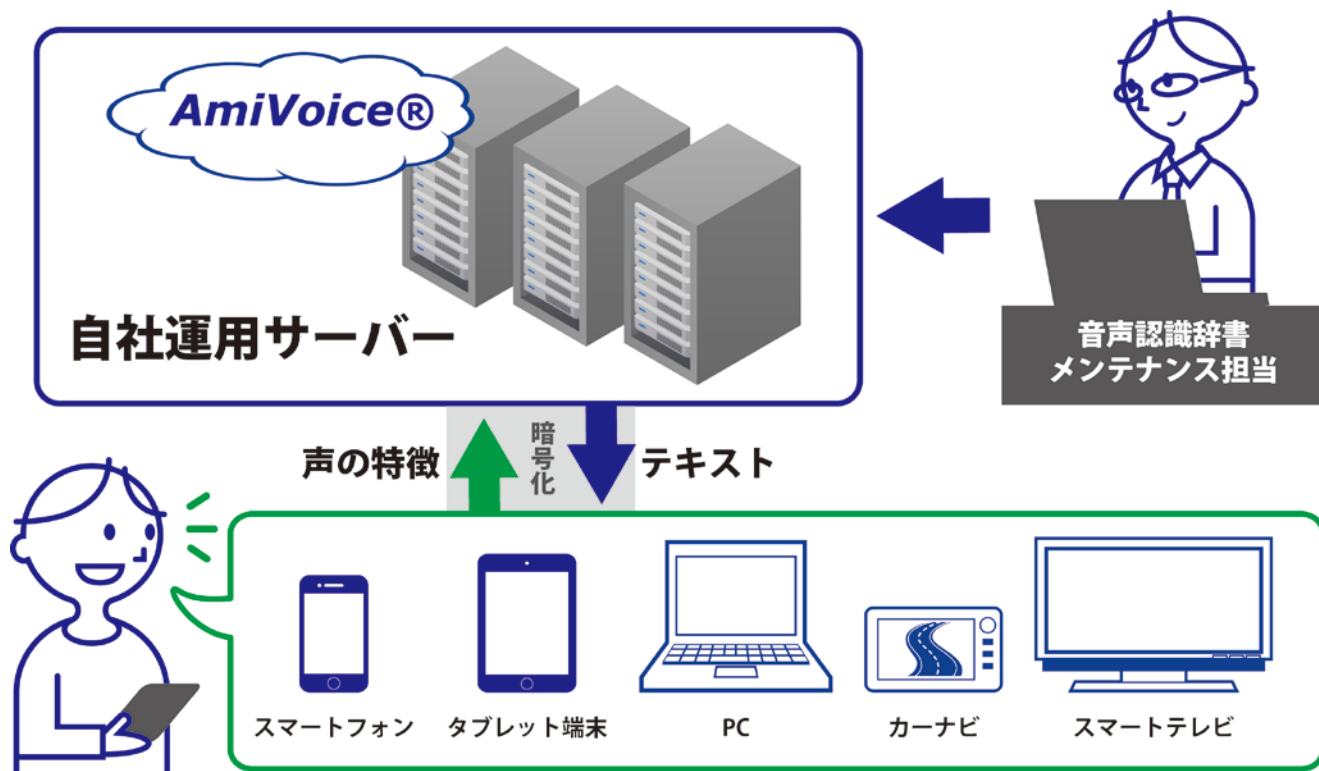 AmiVoice®
自社運用サーバー
音声認識辞書
メンテナンス担当
声の特徴
暗号化
テキスト
スマートフォン
タブレット端末
PC
カーナビ
スマートテレビ